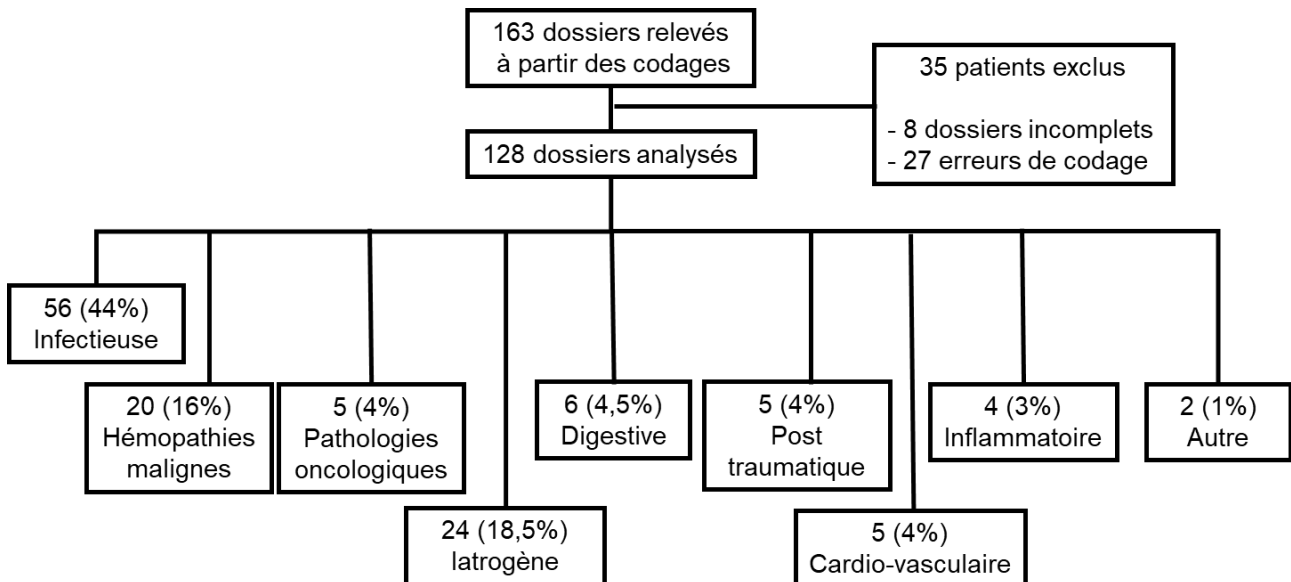 163 dossiers relevés
à partir des codages
35 patients exclus
- 8 dossiers incomplets
- 27 erreurs de codage
128 dossiers analysés
56 (44%)
Infectieuse
20 (16%)
Hémopathies
malignes
5 (4%)
Pathologies
oncologiques
24 (18,5%)
Iatrogène
6 (4,5%)
Digestive
5 (4%)
Post
traumatique
5 (4%)
Cardio-vasculaire
4 (3%)
Inflammatoire
2 (1%)
Autre